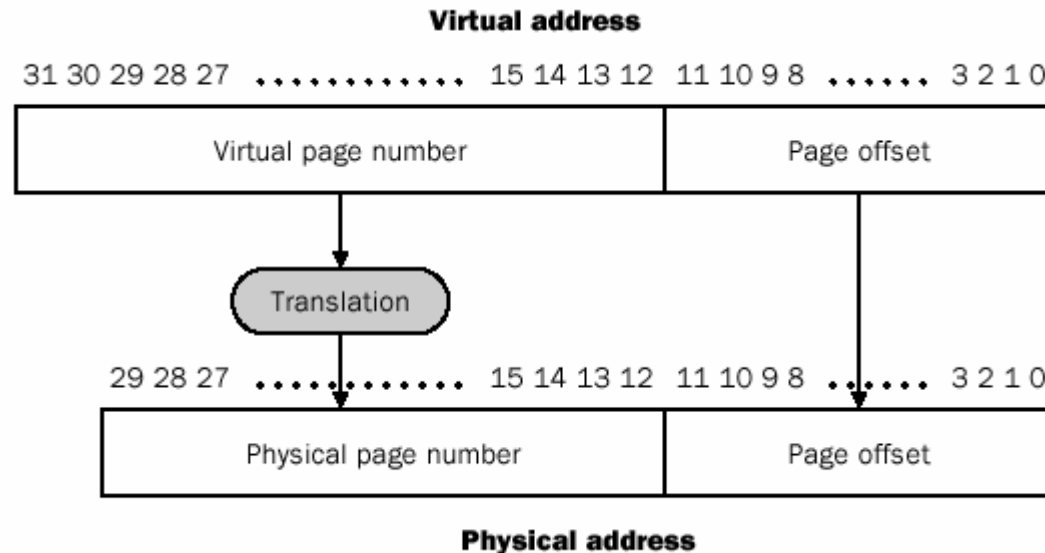 Virtual address
31 30 29 28 27 ............ 15 14 13 12 11 10 9 8 ...... 3 2 1 0
Virtual page number Page offset
Translation
29 28 27 ............ 15 14 13 12 11 10 9 8 ...... 3 2 1 0
Physical page number Page offset
Physical address